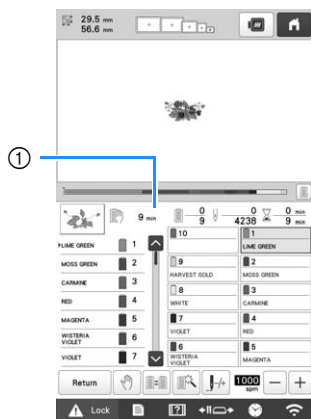 29.5 mm
56.6 mm
①
9 min
0
9
0
4238
0 min
9 min
LIME GREEN 1
MOSS GREEN 2
CARMINE 3
RED 4
MAGENTA 5
WISTERIA
VIOLET 6
VIOLET 7
10
1
LIME GREEN
9
HARVEST GOLD
2
MOSS GREEN
8
WHITE
3
CARMINE
7
VIOLET
4
RED
6
WISTERIA
VIOLET
5
MAGENTA
Return
1000
spm
− +
Lock
?